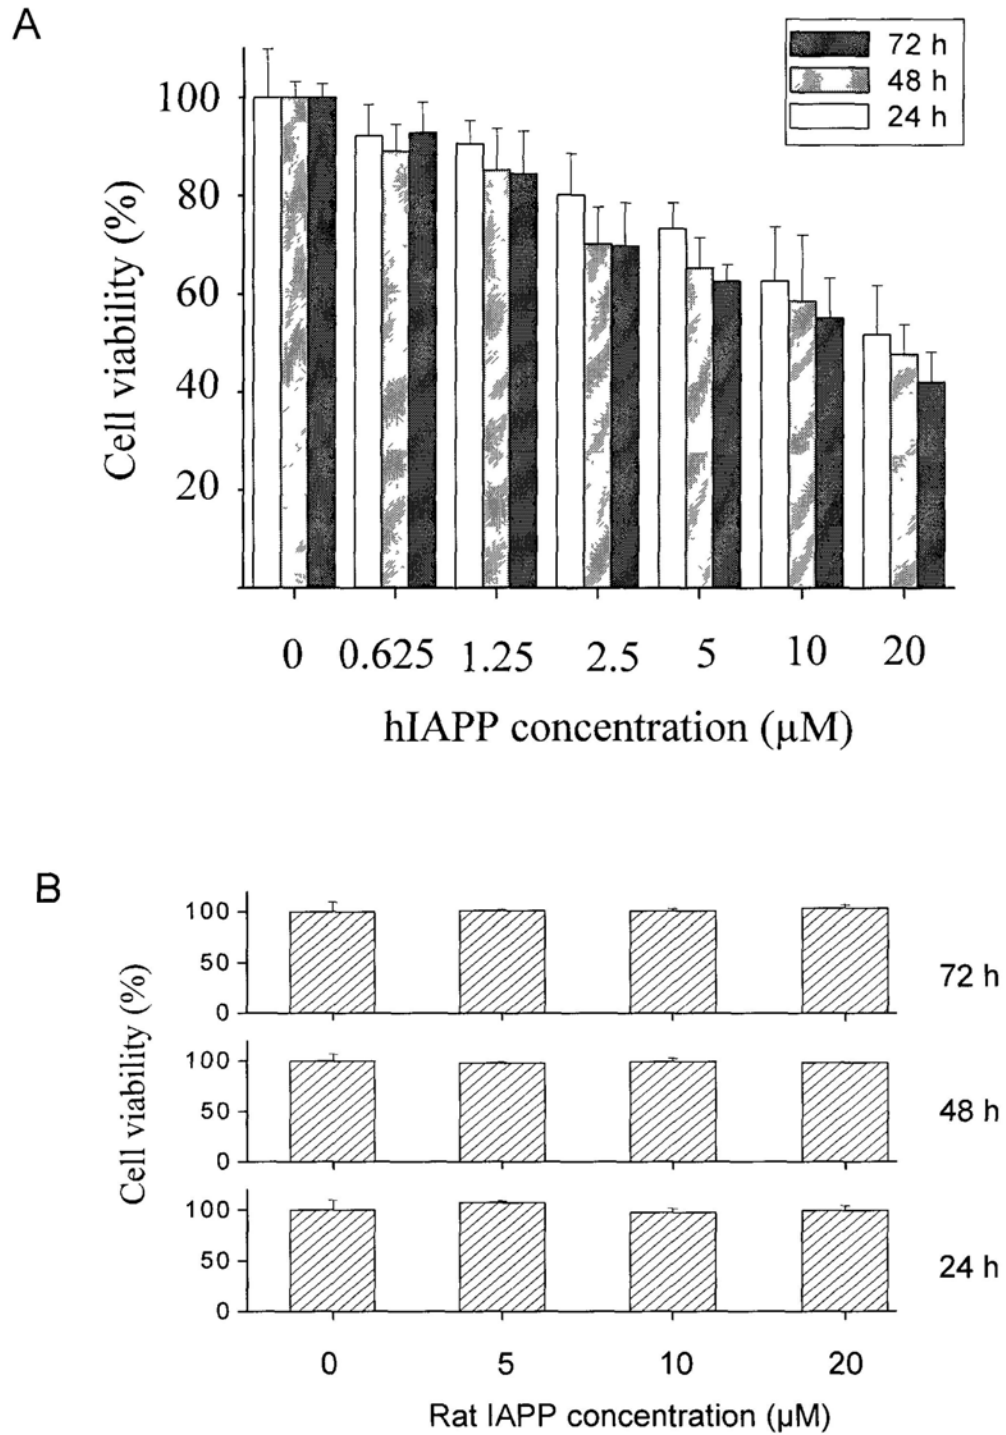 A
72 h
48 h
24 h
100
80
60
40
20
Cell viability (%)
0 0.625 1.25 2.5 5 10 20
hIAPP concentration (µM)
B
100
50
0
72 h
100
50
0
48 h
100
50
0
24 h
Cell viability (%)
0 5 10 20
Rat IAPP concentration (µM)